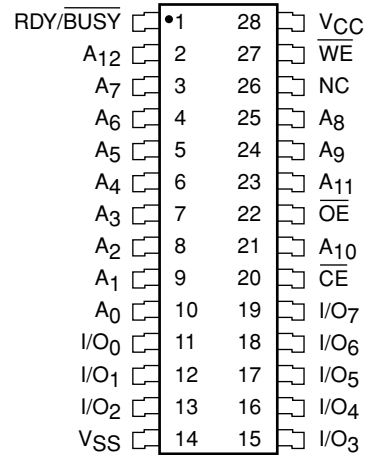 RDY/BUSY 1 28 VCC
A12 2 27 WE
A7 3 26 NC
A6 4 25 A8
A5 5 24 A9
A4 6 23 A11
A3 7 22 OE
A2 8 21 A10
A1 9 20 CE
A0 10 19 I/O7
I/O0 11 18 I/O6
I/O1 12 17 I/O5
I/O2 13 16 I/O4
VSS 14 15 I/O3